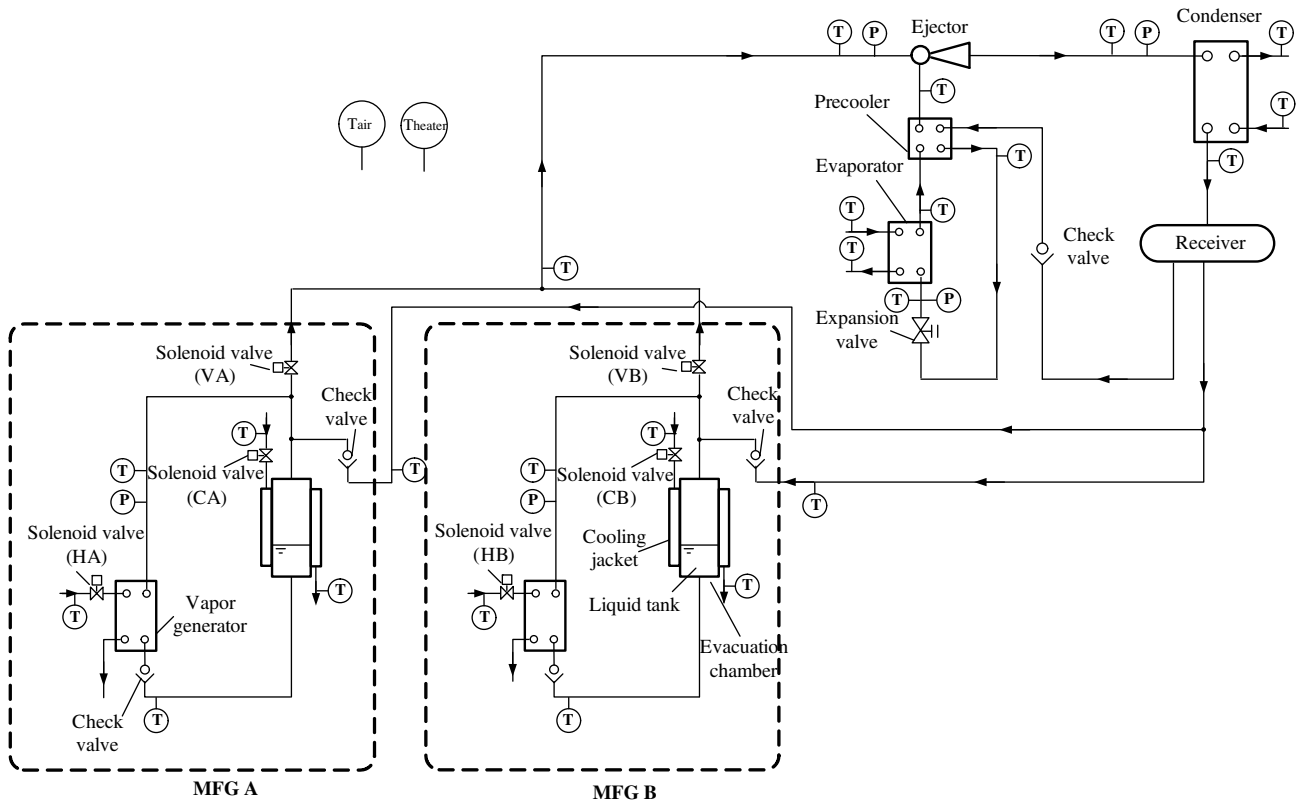 Condenser
Ejector
T
P
T
P
T
T
Precooler
T
T
Tair
Theater
T
T
Evaporator
T
T
T
Check
valve
Receiver
T
T
P
Expansion
valve
Solenoid valve
(VA)
Solenoid valve
(VB)
Check
valve
Check
valve
T
T
T
Solenoid valve
(CA)
T
T
Solenoid valve
(CB)
P
P
T
Solenoid valve
(HA)
Solenoid valve
(HB)
Cooling
jacket
T
T
Liquid tank
T
Vapor
generator
T
Evacuation
chamber
Check
valve
T
T
MFG A
MFG B